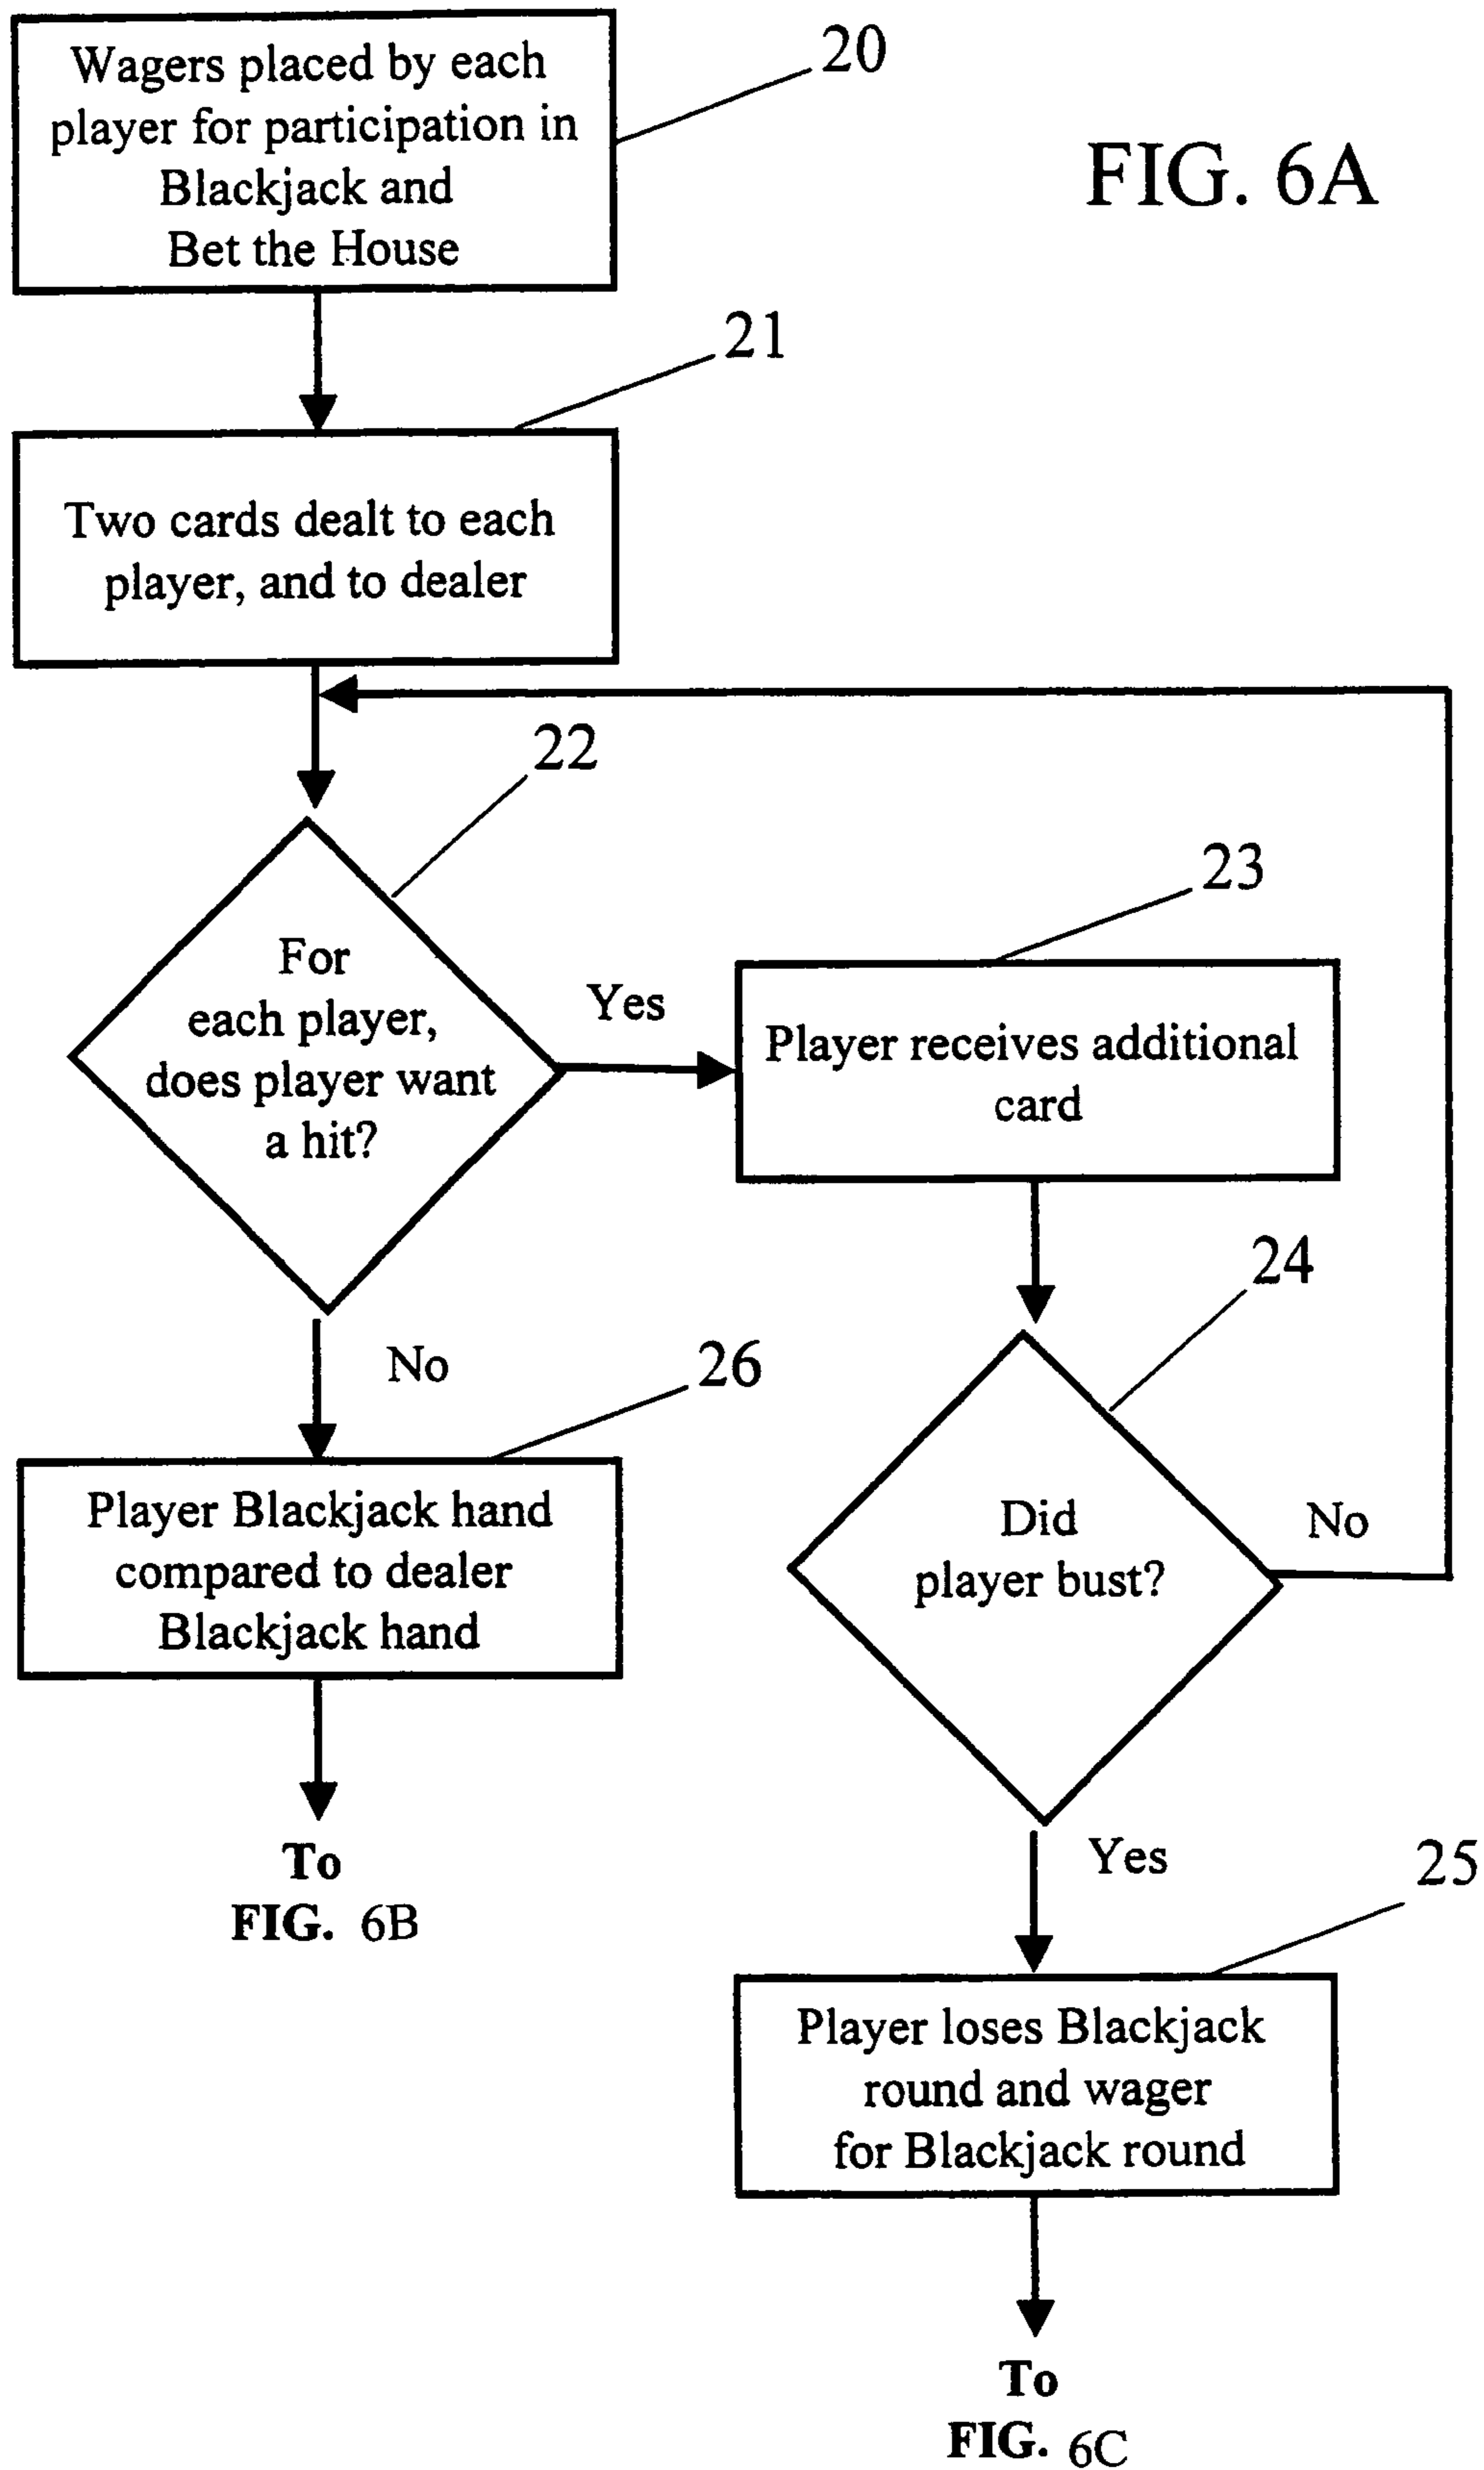 20
Wagers placed by each
player for participation in
Blackjack and
Bet the House
FIG. 6A
21
Two cards dealt to each
player, and to dealer
22
For
each player,
does player want
a hit?
Yes
23
Player receives additional
card
24
No
26
Player Blackjack hand
compared to dealer
Blackjack hand
Did
player bust?
No
To
FIG. 6B
Yes
25
Player loses Blackjack
round and wager
for Blackjack round
To
FIG. 6C